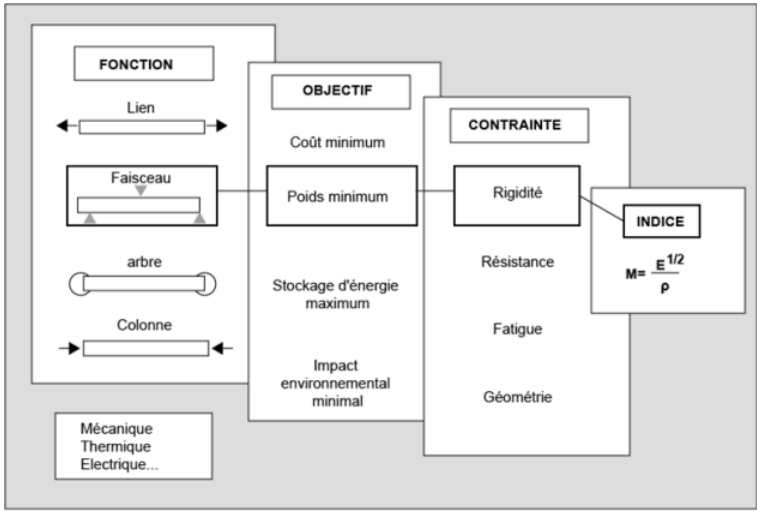 FONCTION
Lien
Faisceau
arbre
Colonne
Mécanique
Thermique
Electrique...
OBJECTIF
Coût minimum
Poids minimum
Stockage d'énergie
maximum
Impact
environnemental
minimal
CONTRAINTE
Rigidité
Résistance
Fatigue
Géométrie
INDICE
M= E^1/2 / ρ